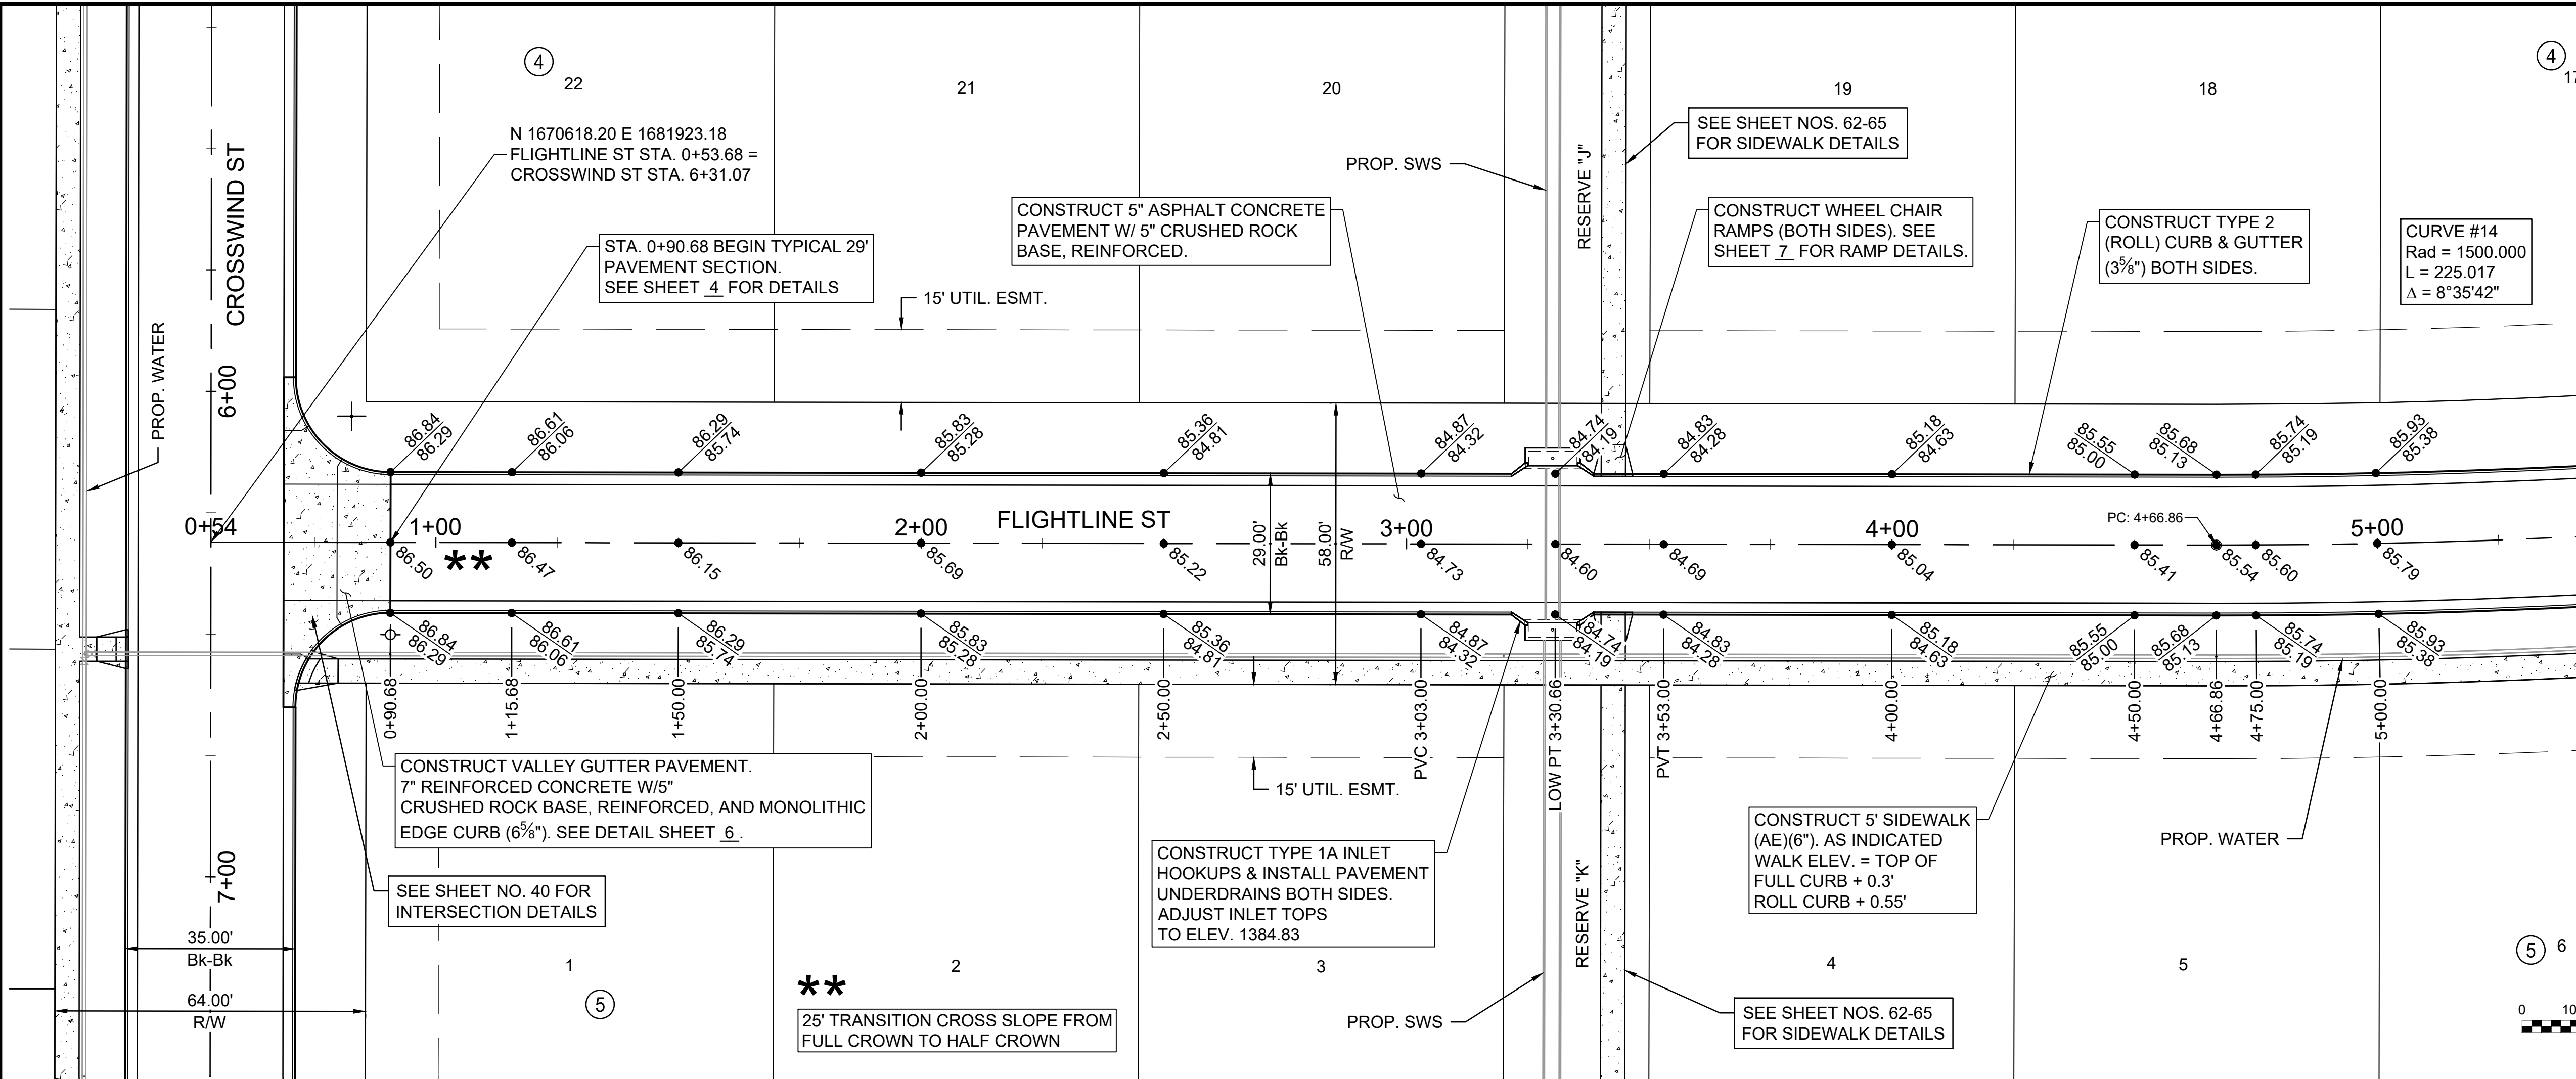 4
22
21
20
19
18
4
17
N 1670618.20 E 1681923.18
FLIGHTLINE ST STA. 0+53.68 =
CROSSWIND ST STA. 6+31.07
STA. 0+90.68 BEGIN TYPICAL 29'
PAVEMENT SECTION.
SEE SHEET 4 FOR DETAILS
15' UTIL. ESMT.
CONSTRUCT 5" ASPHALT CONCRETE
PAVEMENT W/ 5" CRUSHED ROCK
BASE, REINFORCED.
PROP. SWS
RESERVE "J"
SEE SHEET NOS. 62-65
FOR SIDEWALK DETAILS
CONSTRUCT WHEEL CHAIR
RAMPS (BOTH SIDES). SEE
SHEET 7 FOR RAMP DETAILS.
CONSTRUCT TYPE 2
(ROLL) CURB & GUTTER
(3⅝") BOTH SIDES.
CURVE #14
Rad = 1500.000
L = 225.017
Δ = 8°35'42"
CROSSWIND ST
PROP. WATER
6+00
7+00
86.84
86.29
86.61
86.06
86.29
85.74
85.83
85.28
85.36
84.81
84.87
84.32
84.74
84.19
84.83
84.28
85.18
84.63
85.55
85.00
85.68
85.13
85.74
85.19
85.93
85.38
0+54
1+00
2+00
FLIGHTLINE ST
3+00
4+00
PC: 4+66.86
5+00
29.00'
Bk-Bk
58.00'
R/W
86.50
**
86.47
86.15
85.69
85.22
84.73
84.60
84.69
85.04
85.41
85.54
85.60
85.79
86.84
86.29
86.61
86.06
86.29
85.74
85.83
85.28
85.36
84.81
84.87
84.32
84.74
84.19
84.83
84.28
85.18
84.63
85.55
85.00
85.68
85.13
85.74
85.19
85.93
85.38
0+90.68
1+15.68
1+50.00
2+00.00
2+50.00
PVC 3+03.00
LOW PT 3+30.66
PVT 3+53.00
4+00.00
4+50.00
4+66.86
4+75.00
5+00.00
CONSTRUCT VALLEY GUTTER PAVEMENT.
7" REINFORCED CONCRETE W/5"
CRUSHED ROCK BASE, REINFORCED, AND MONOLITHIC
EDGE CURB (6⅝"). SEE DETAIL SHEET 6.
SEE SHEET NO. 40 FOR
INTERSECTION DETAILS
15' UTIL. ESMT.
CONSTRUCT TYPE 1A INLET
HOOKUPS & INSTALL PAVEMENT
UNDERDRAINS BOTH SIDES.
ADJUST INLET TOPS
TO ELEV. 1384.83
RESERVE "K"
CONSTRUCT 5' SIDEWALK
(AE)(6"). AS INDICATED
WALK ELEV. = TOP OF
FULL CURB + 0.3'
ROLL CURB + 0.55'
PROP. WATER
35.00'
Bk-Bk
64.00'
R/W
1
5
2
3
4
5
5
6
**
25' TRANSITION CROSS SLOPE FROM
FULL CROWN TO HALF CROWN
PROP. SWS
SEE SHEET NOS. 62-65
FOR SIDEWALK DETAILS
0
10